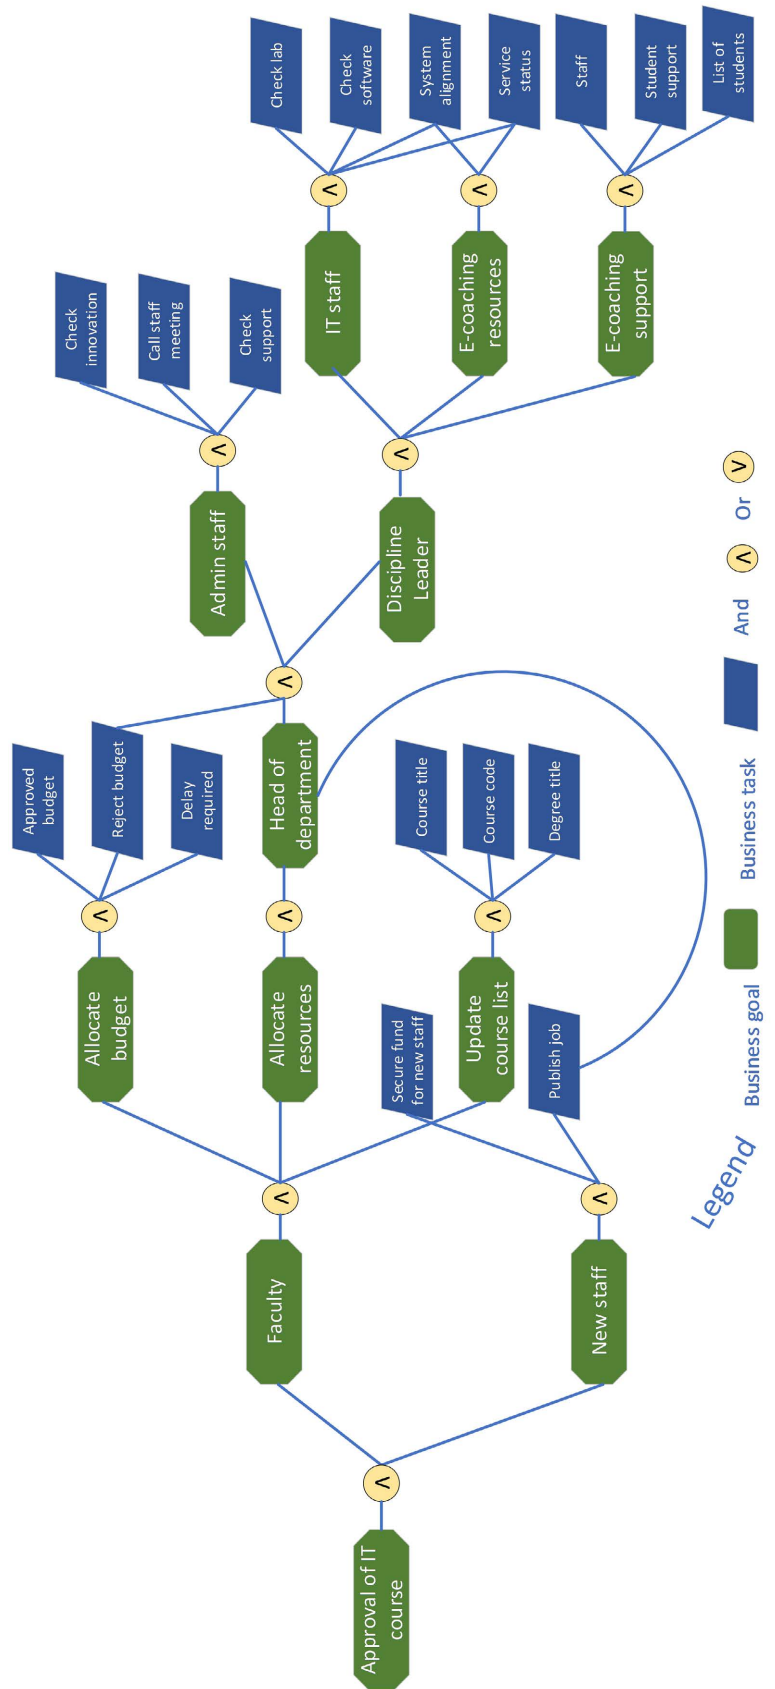 Approval of IT
course
Faculty
New staff
Allocate
budget
Allocate
resources
Update
course list
Secure fund
for new staff
Publish job
Approved
budget
Reject budget
Delay
required
Head of
department
Course title
Course code
Degree title
Admin staff
Discipline
Leader
Check
innovation
Call staff
meeting
Check
support
IT staff
E-coaching
resources
E-coaching
support
Check lab
Check
software
System
alignment
Service
status
Staff
Student
support
List of
students
Legend
Business goal
Business task
And
Or